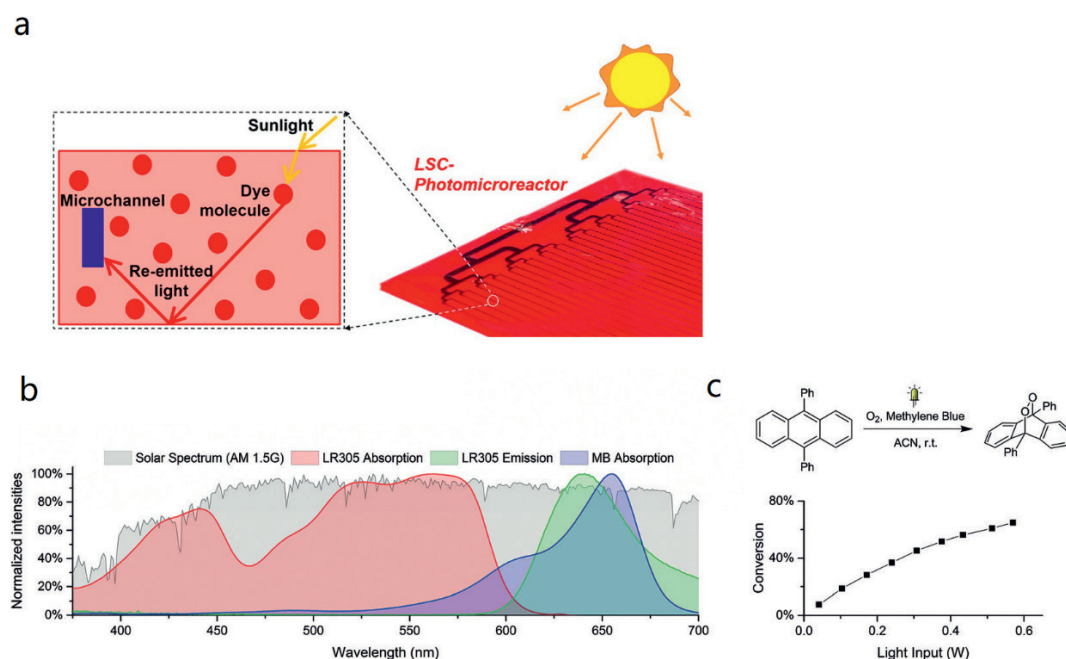 a
Sunlight
Dye
molecule
Microchannel
Re-emitted
light
LSC-
Photomicroreactor
b
Solar Spectrum (AM 1.5G) LR305 Absorption LR305 Emission MB Absorption
Normalized intensities
100%
80%
60%
40%
20%
0%
400 450 500 550 600 650 700
Wavelength (nm)
c
Ph
Ph
O₂, Methylene Blue
ACN, r.t.
Ph
O
O
Ph
Conversion
80%
40%
0%
0.0 0.2 0.4 0.6
Light Input (W)